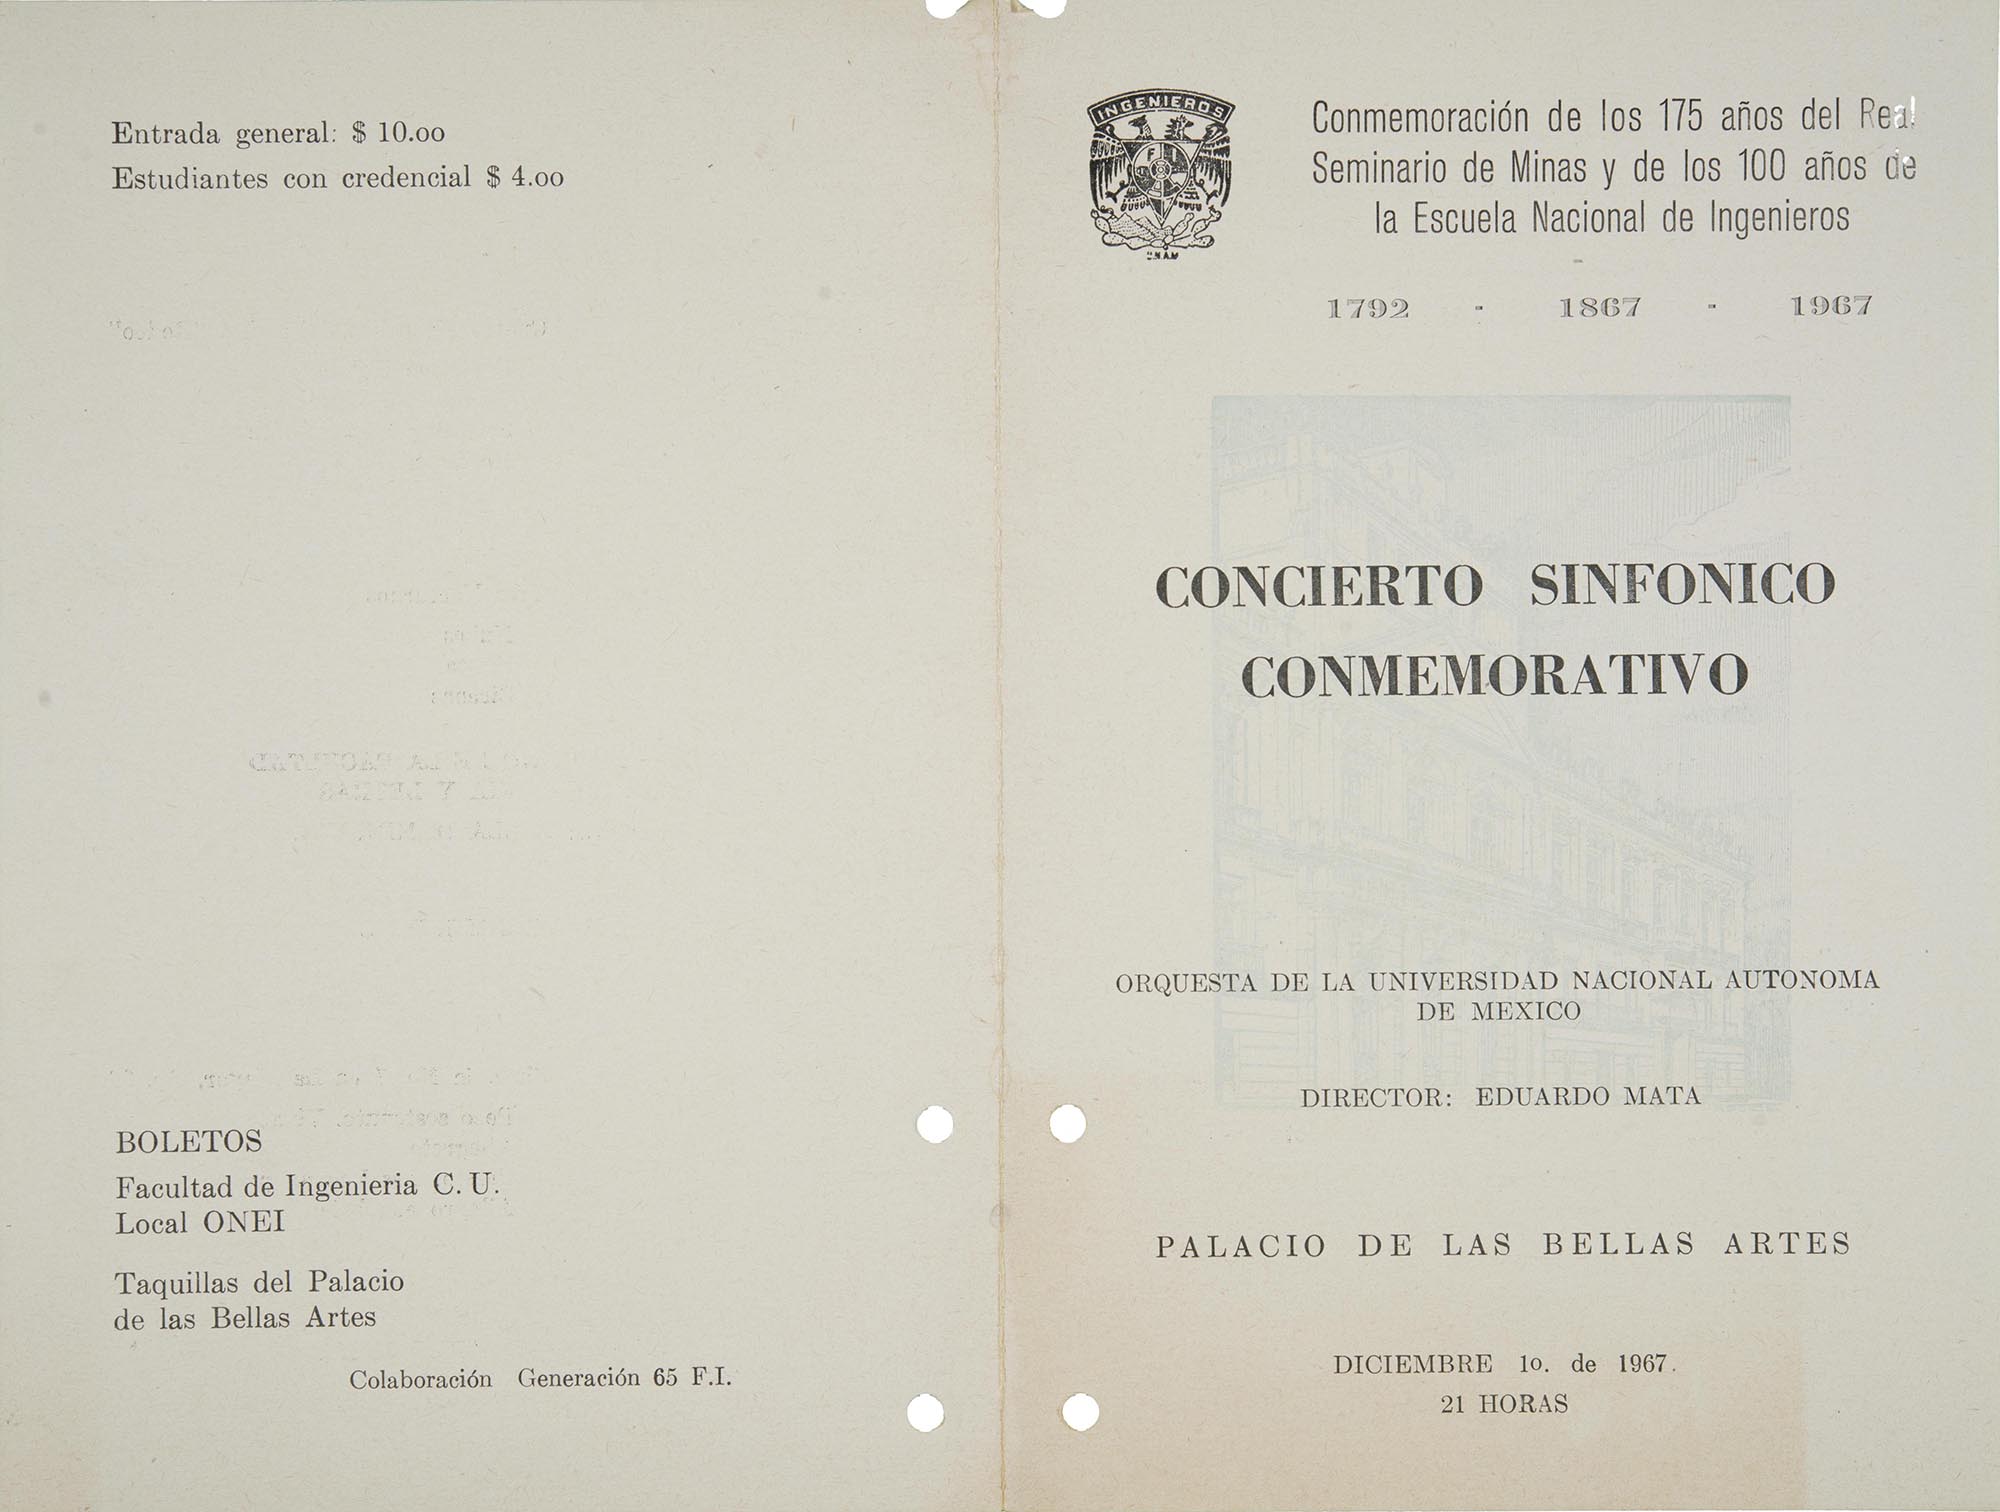 Entrada general: $ 10.oo
Estudiantes con credencial $ 4.oo
BOLETOS
Facultad de Ingenieria C. U.
Local ONEI
Taquillas del Palacio
de las Bellas Artes
Colaboración Generación 65 F.I.
INGENIEROS
F I
UNAM
Conmemoración de los 175 años del Real
Seminario de Minas y de los 100 años de
la Escuela Nacional de Ingenieros
1792 - 1867 - 1967
CONCIERTO SINFONICO
CONMEMORATIVO
ORQUESTA DE LA UNIVERSIDAD NACIONAL AUTONOMA
DE MEXICO
DIRECTOR: EDUARDO MATA
PALACIO DE LAS BELLAS ARTES
DICIEMBRE 1o. de 1967.
21 HORAS